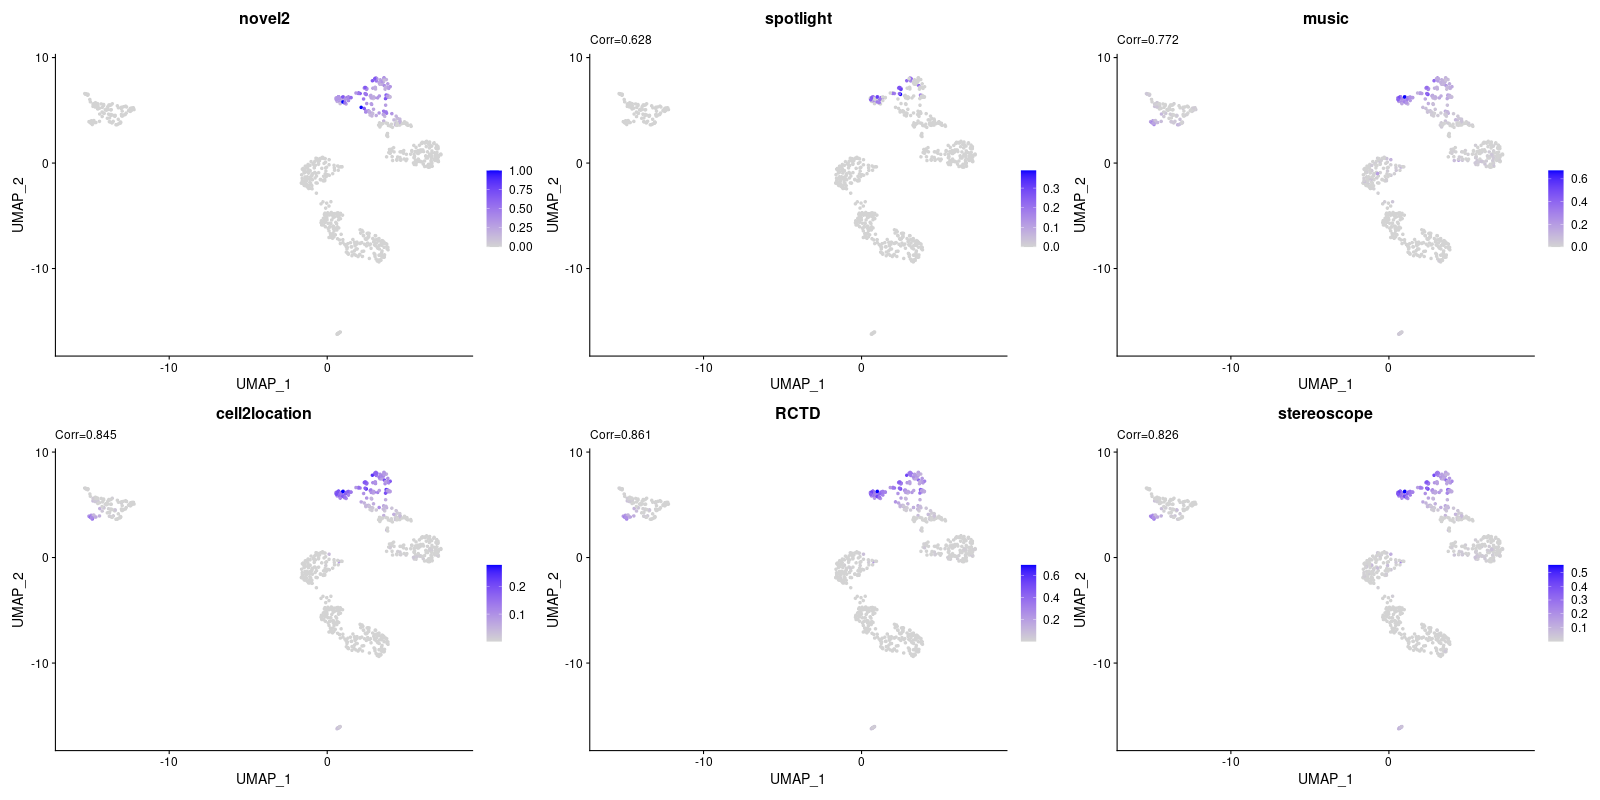 novel2
10
0
-10
UMAP_2
-10
0
UMAP_1
1.00
0.75
0.50
0.25
0.00
spotlight
Corr=0.628
10
0
-10
UMAP_2
-10
0
UMAP_1
0.3
0.2
0.1
0.0
music
Corr=0.772
10
0
-10
UMAP_2
-10
0
UMAP_1
0.6
0.4
0.2
0.0
cell2location
Corr=0.845
10
0
-10
UMAP_2
-10
0
UMAP_1
0.2
0.1
RCTD
Corr=0.861
10
0
-10
UMAP_2
-10
0
UMAP_1
0.6
0.4
0.2
stereoscope
Corr=0.826
10
0
-10
UMAP_2
-10
0
UMAP_1
0.5
0.4
0.3
0.2
0.1